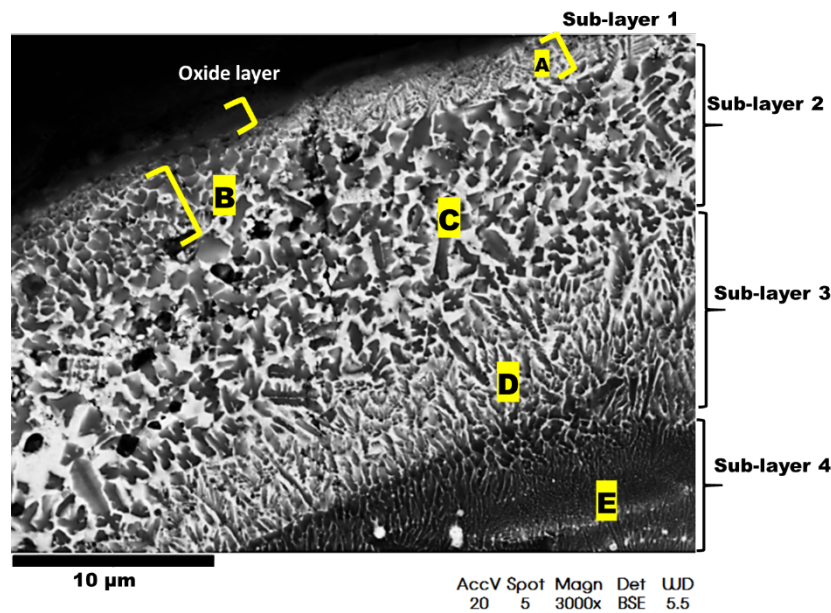 Sub-layer 1
A
Oxide layer
Sub-layer 2
B
C
Sub-layer 3
D
Sub-layer 4
E
10 μm
AccV Spot Magn Det WD
20 5 3000x BSE 5.5